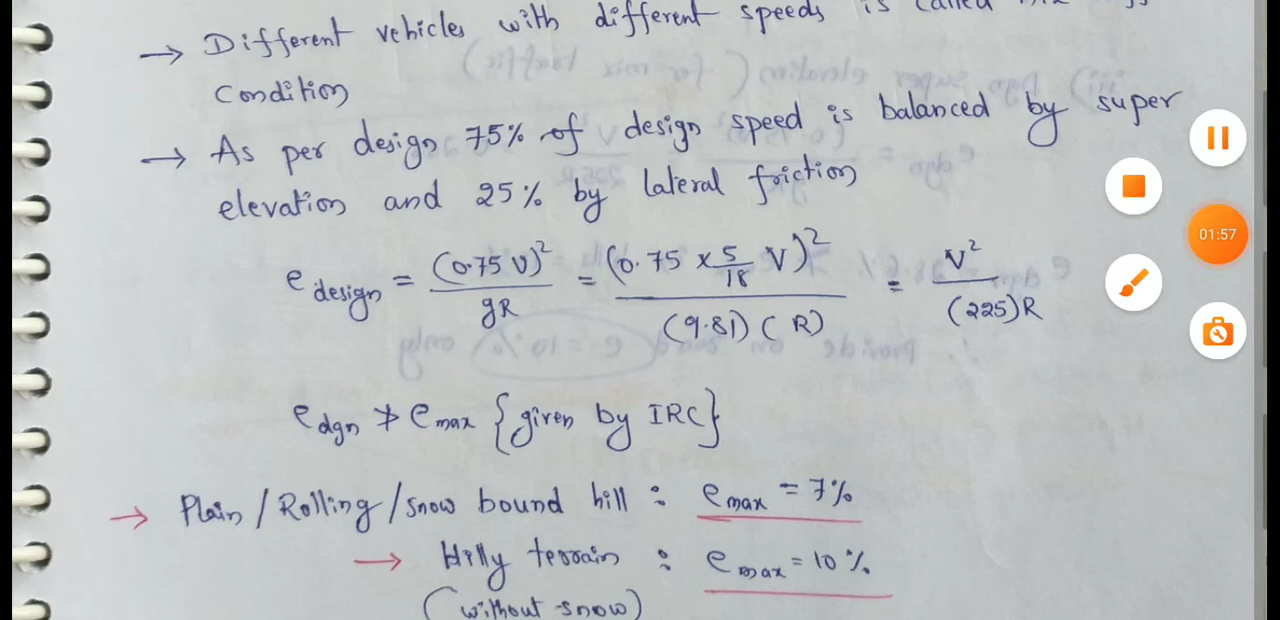 → Different vehicles with different speeds is called
condition
→ As per design 75% of design speed is balanced by super
elevation and 25% by lateral friction
e design = (0.75 v)² / gR = (0.75 × 5/18 V)² / (9.81) (R) = V² / (225)R
e dgn ≯ e max {given by IRC}
→ Plain / Rolling / snow bound hill : e max = 7%
→ Hilly terrain : e max = 10%
(without snow)
01:57